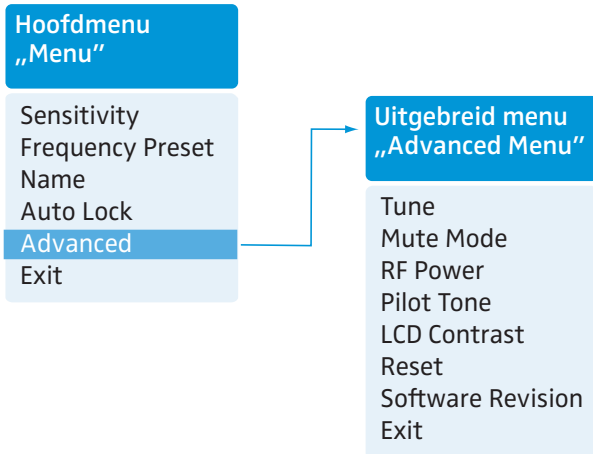 Hoofdmenu
„Menu”
Sensitivity
Frequency Preset
Name
Auto Lock
Advanced
Exit
Uitgebreid menu
„Advanced Menu”
Tune
Mute Mode
RF Power
Pilot Tone
LCD Contrast
Reset
Software Revision
Exit